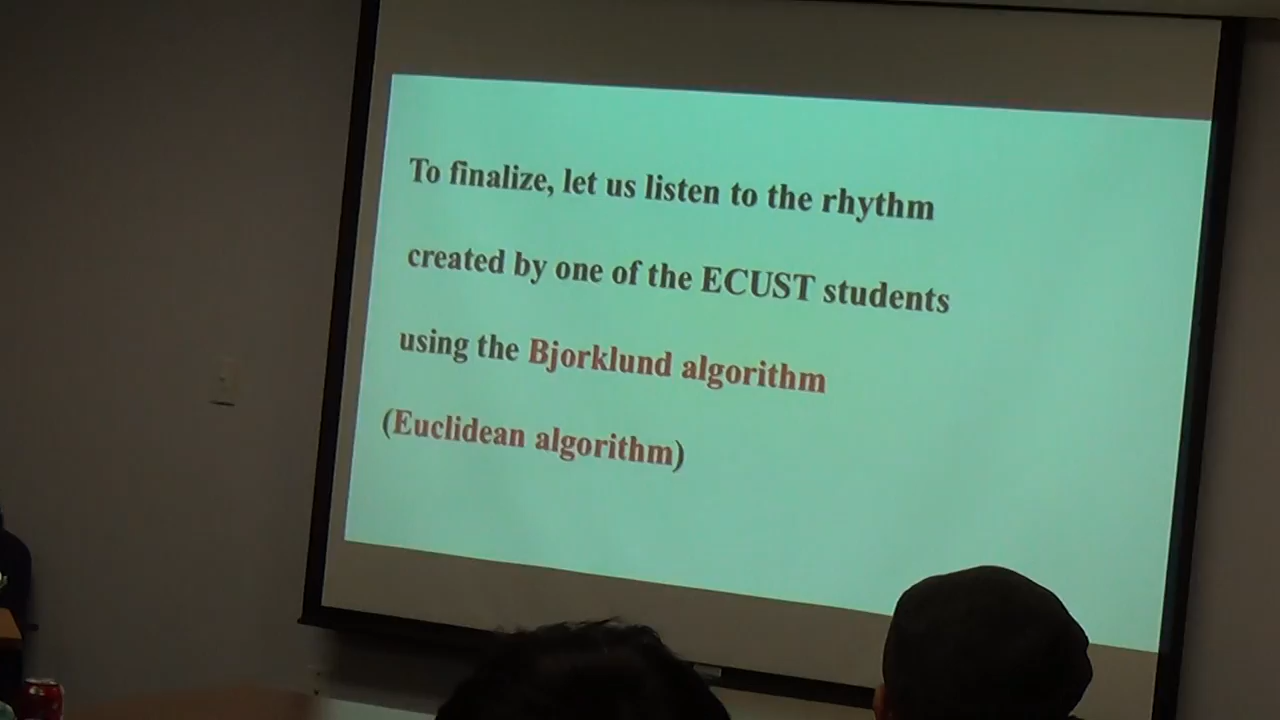 To finalize, let us listen to the rhythm
created by one of the ECUST students
using the Bjorklund algorithm
(Euclidean algorithm)